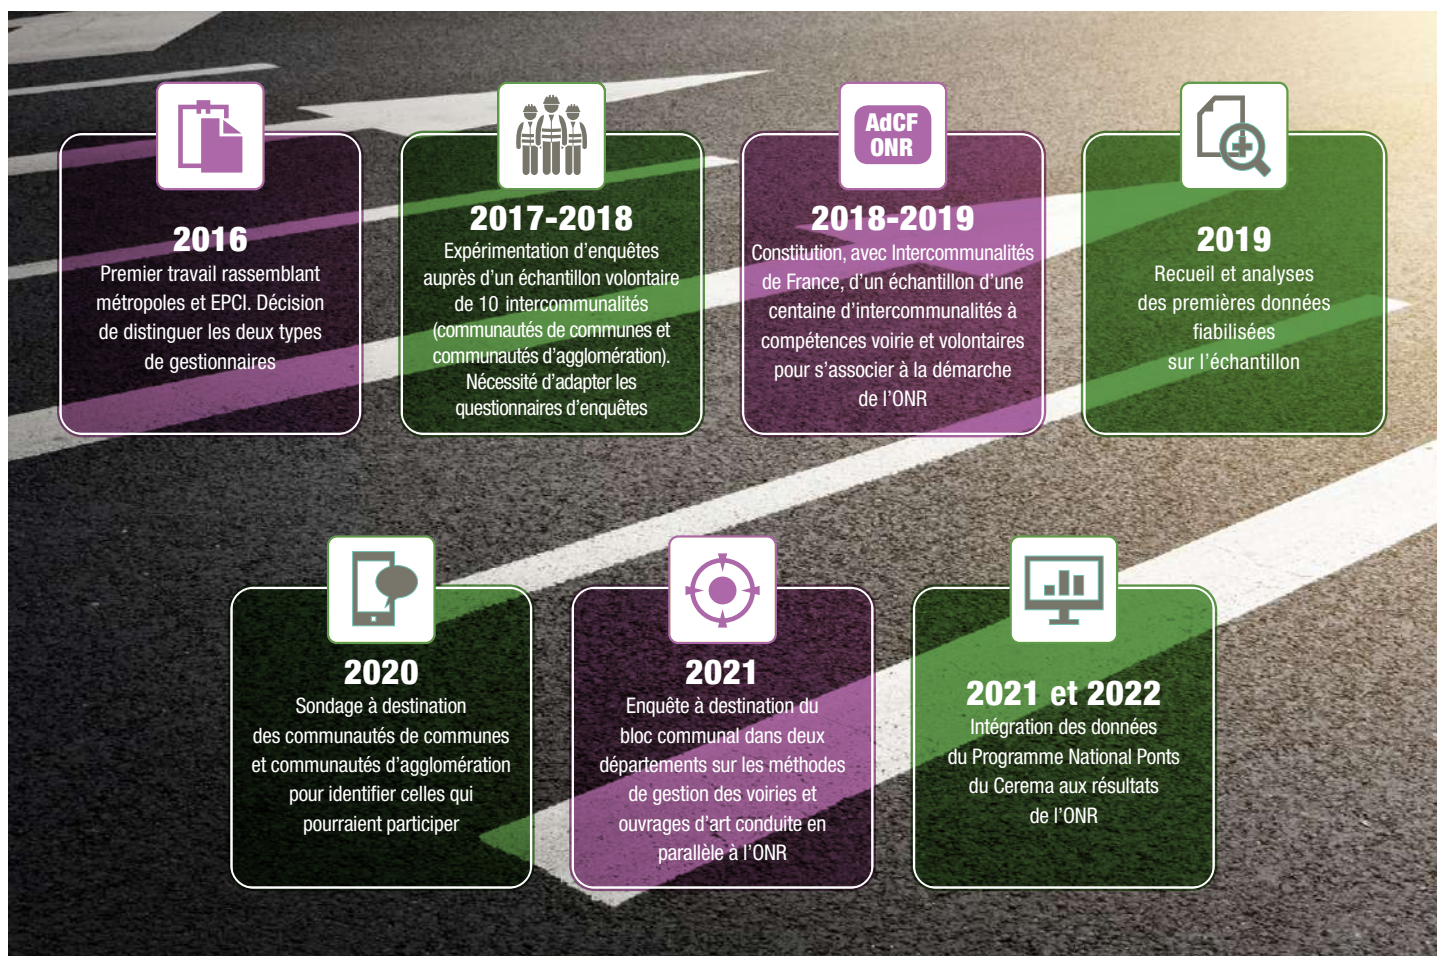 2016
Premier travail rassemblant
métropoles et EPCI. Décision
de distinguer les deux types
de gestionnaires
2017-2018
Expérimentation d’enquêtes
auprès d’un échantillon volontaire
de 10 intercommunalités
(communautés de communes et
communautés d’agglomération).
Nécessité d’adapter les
questionnaires d’enquêtes
AdCF
ONR
2018-2019
Constitution, avec Intercommunalités
de France, d’un échantillon d’une
centaine d’intercommunalités à
compétences voirie et volontaires
pour s’associer à la démarche
de l’ONR
2019
Recueil et analyses
des premières données
fiabilisées
sur l’échantillon
2020
Sondage à destination
des communautés de communes
et communautés d’agglomération
pour identifier celles qui
pourraient participer
2021
Enquête à destination du
bloc communal dans deux
départements sur les méthodes
de gestion des voiries et
ouvrages d’art conduite en
parallèle à l’ONR
2021 et 2022
Intégration des données
du Programme National Ponts
du Cerema aux résultats
de l’ONR